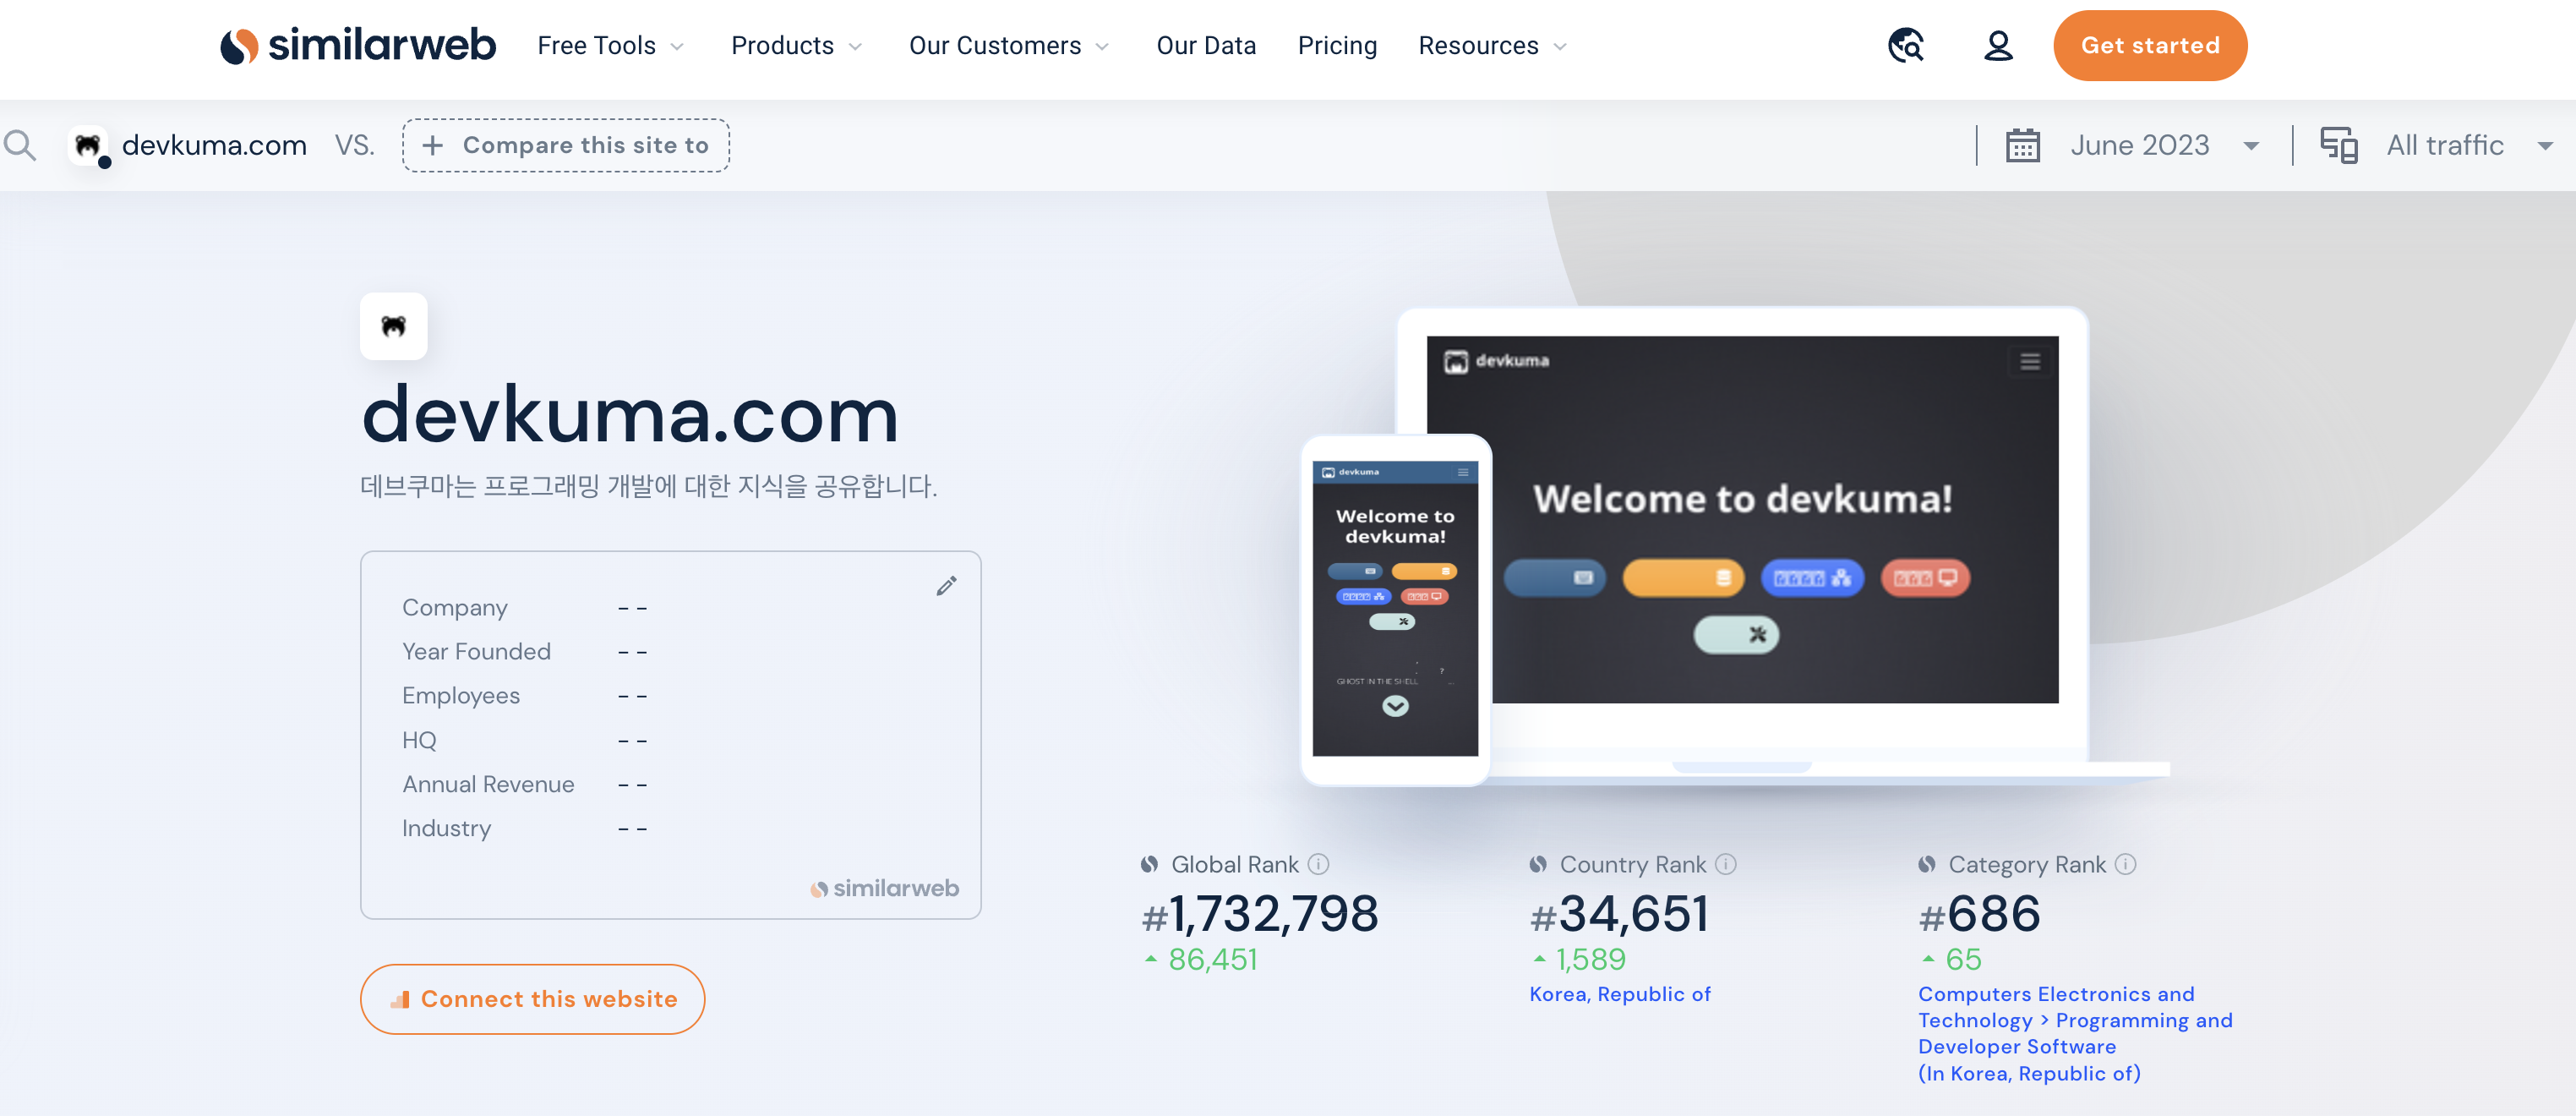 similarweb Free Tools Products Our Customers Our Data Pricing Resources Get started
devkuma.com VS. + Compare this site to June 2023 All traffic
devkuma.com
데브쿠마는 프로그래밍 개발에 대한 지식을 공유합니다.
Company - -
Year Founded - -
Employees - -
HQ - -
Annual Revenue - -
Industry - -
similarweb
Connect this website
devkuma
Welcome to devkuma!
devkuma
Welcome to
devkuma!
GHOST IN THE SHELL
Global Rank
#1,732,798
86,451
Country Rank
#34,651
1,589
Korea, Republic of
Category Rank
#686
65
Computers Electronics and
Technology > Programming and
Developer Software
(In Korea, Republic of)